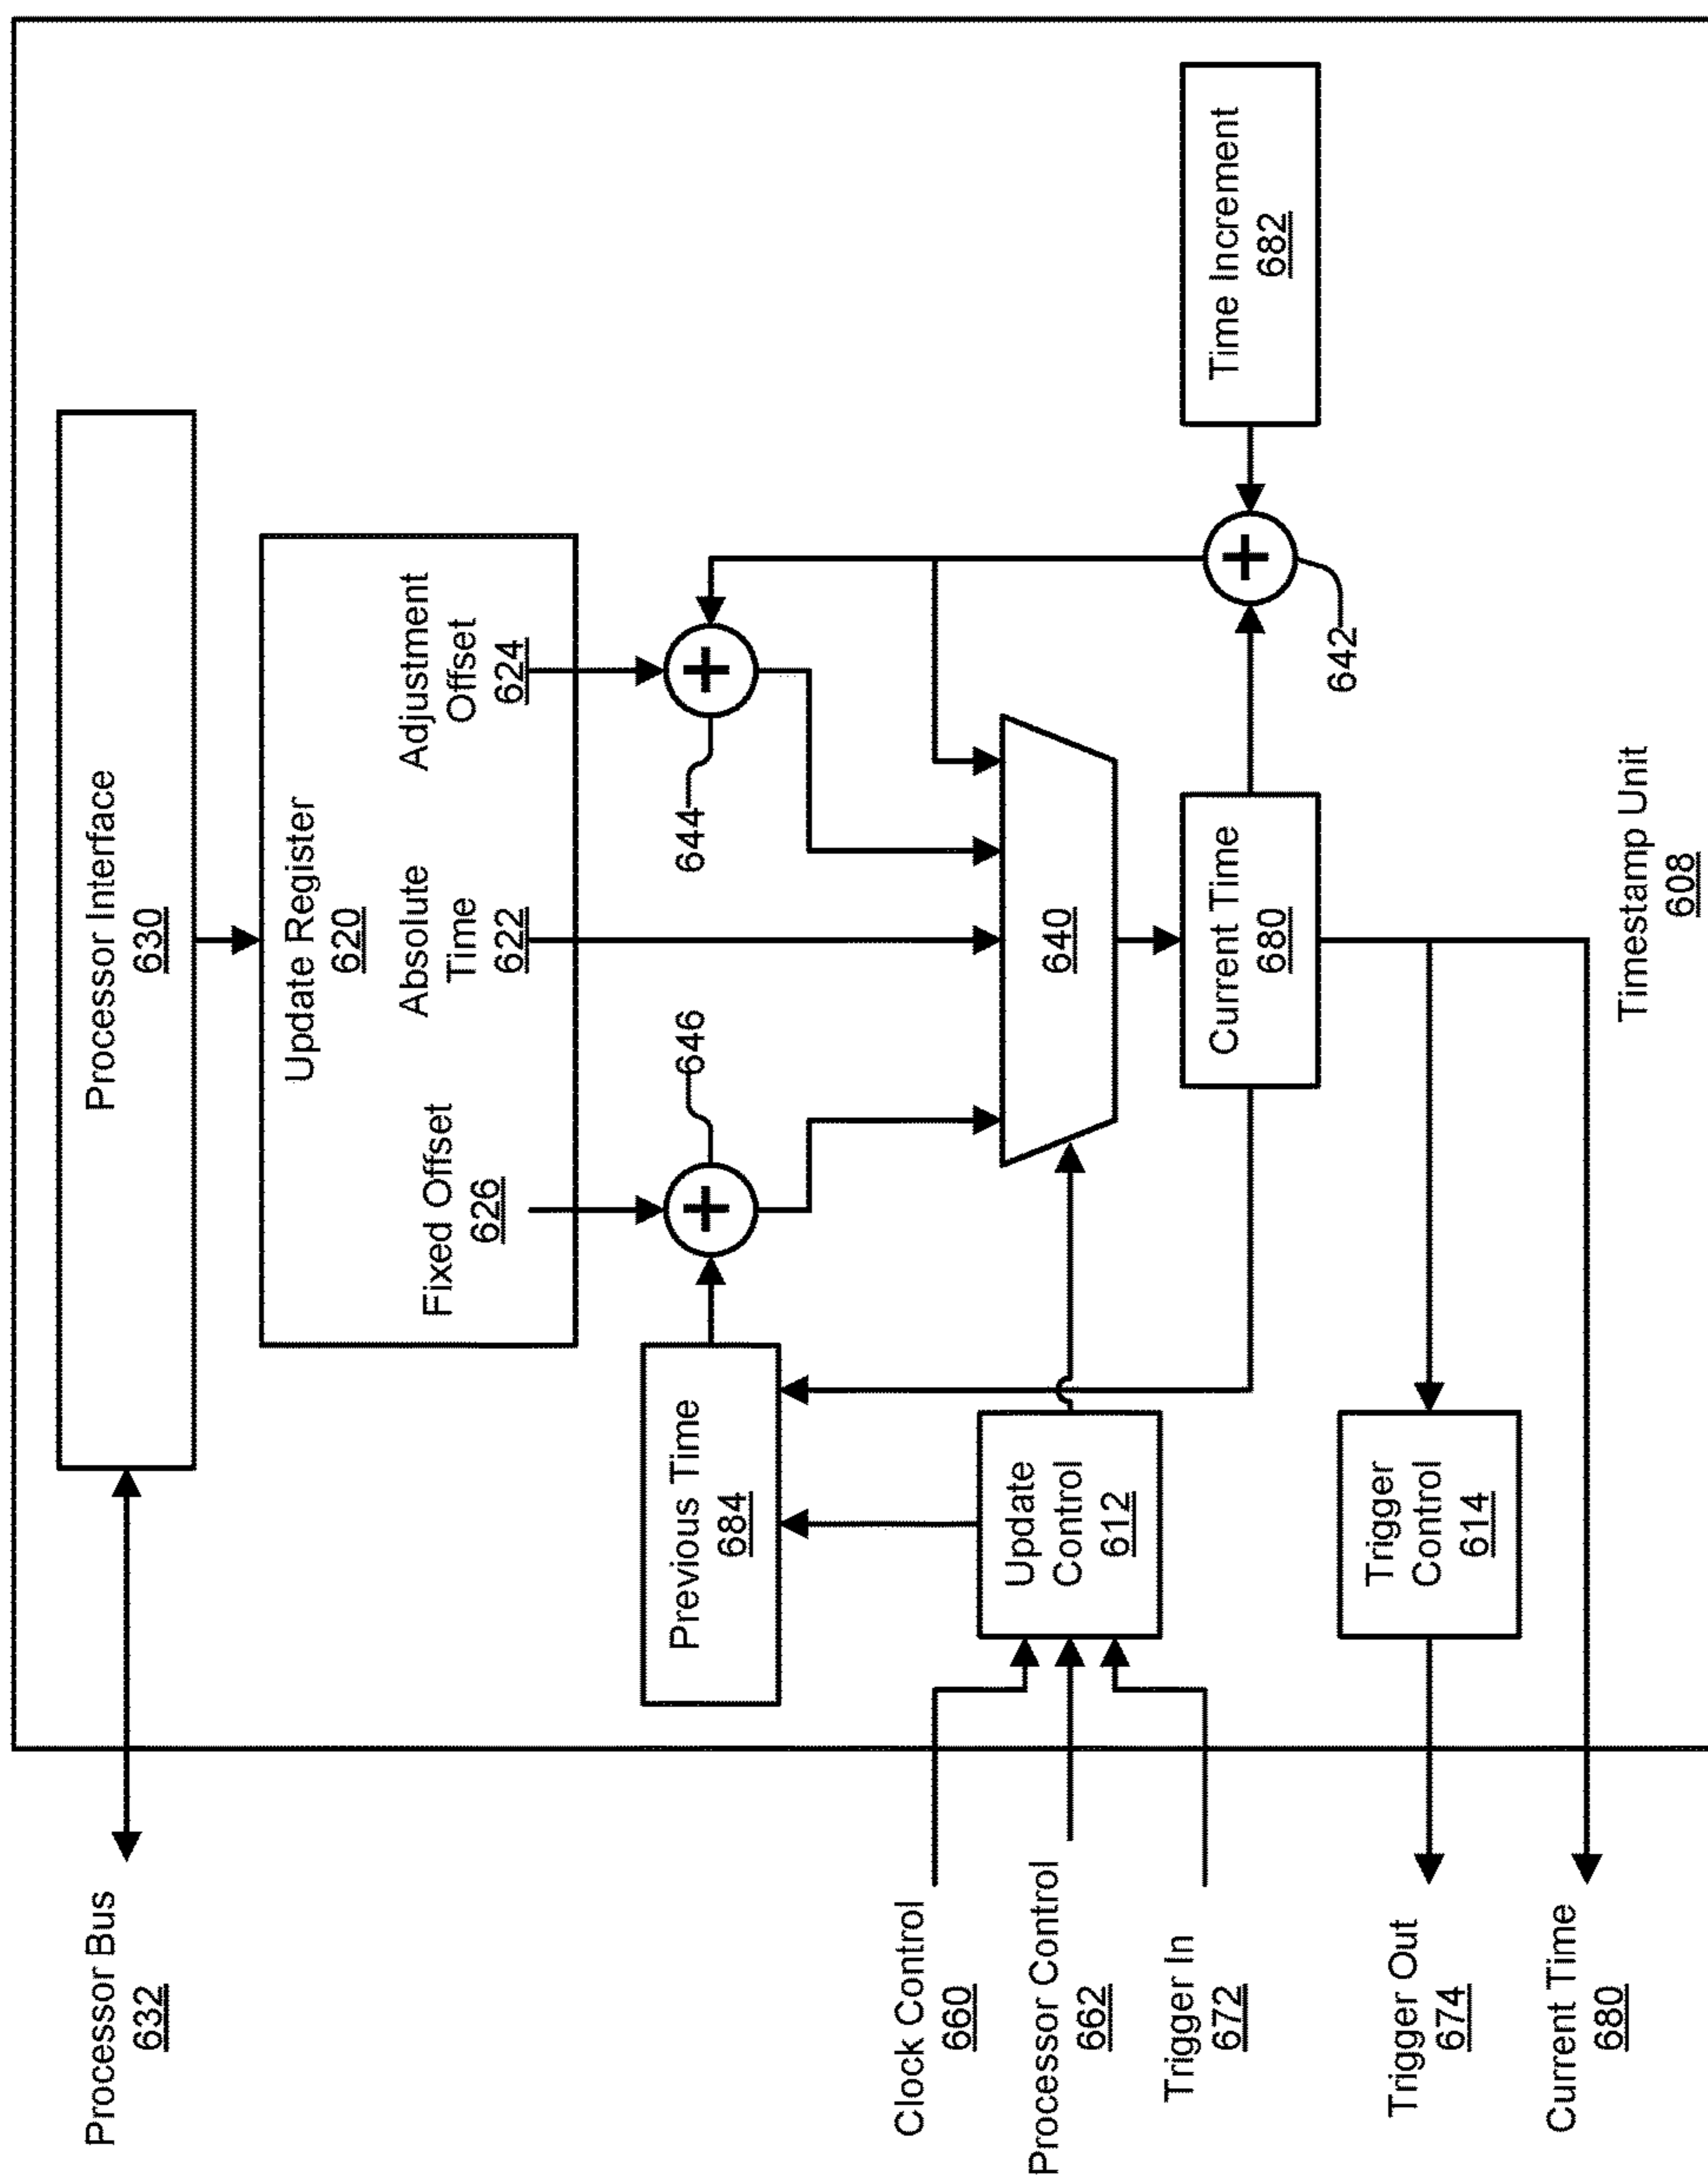 Processor Bus
632
Processor Interface
630
Update Register
620
Fixed Offset
626
Absolute
Time
622
Adjustment
Offset
624
Previous Time
684
+
646
+
644
Clock Control
660
Processor Control
662
Trigger In
672
Update
Control
612
640
Current Time
680
+
642
Time Increment
682
Trigger Out
674
Trigger
Control
614
Current Time
680
Timestamp Unit
608